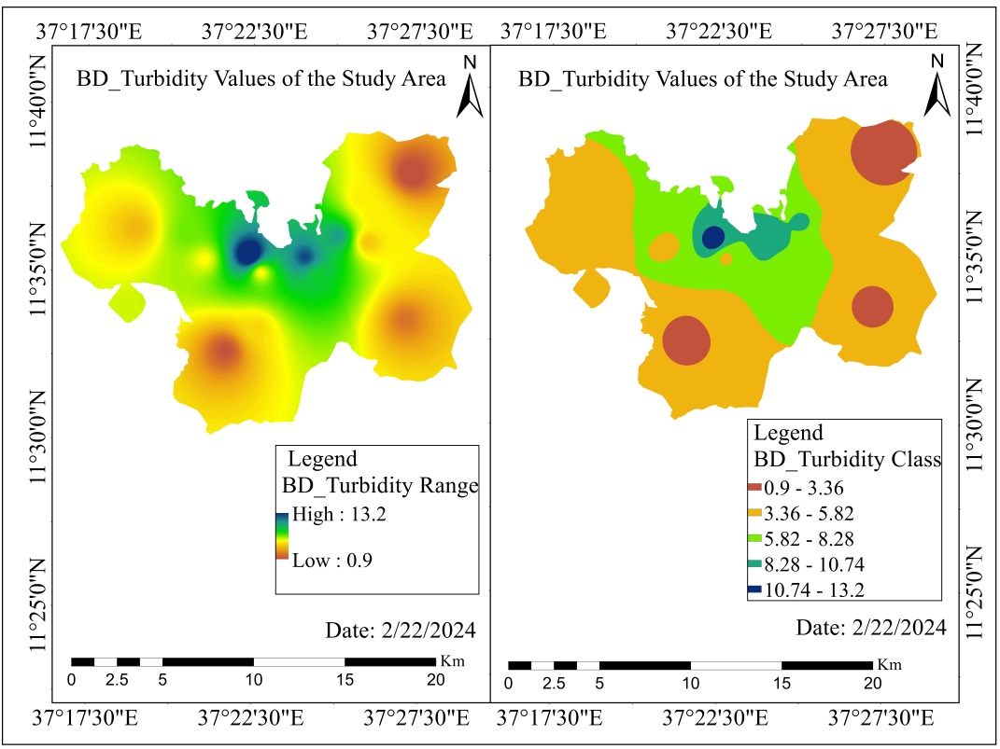 37°17'30"E 37°22'30"E 37°27'30"E 37°17'30"E 37°22'30"E 37°27'30"E
BD_Turbidity Values of the Study Area
N
11°40'0"N
11°35'0"N
11°30'0"N
11°25'0"N
Legend
BD_Turbidity Range
High : 13.2
Low : 0.9
Date: 2/22/2024
0 2.5 5 10 15 20 Km
BD_Turbidity Values of the Study Area
N
11°40'0"N
11°35'0"N
11°30'0"N
11°25'0"N
Legend
BD_Turbidity Class
0.9 - 3.36
3.36 - 5.82
5.82 - 8.28
8.28 - 10.74
10.74 - 13.2
Date: 2/22/2024
0 2.5 5 10 15 20 Km
37°17'30"E 37°22'30"E 37°27'30"E 37°17'30"E 37°22'30"E 37°27'30"E